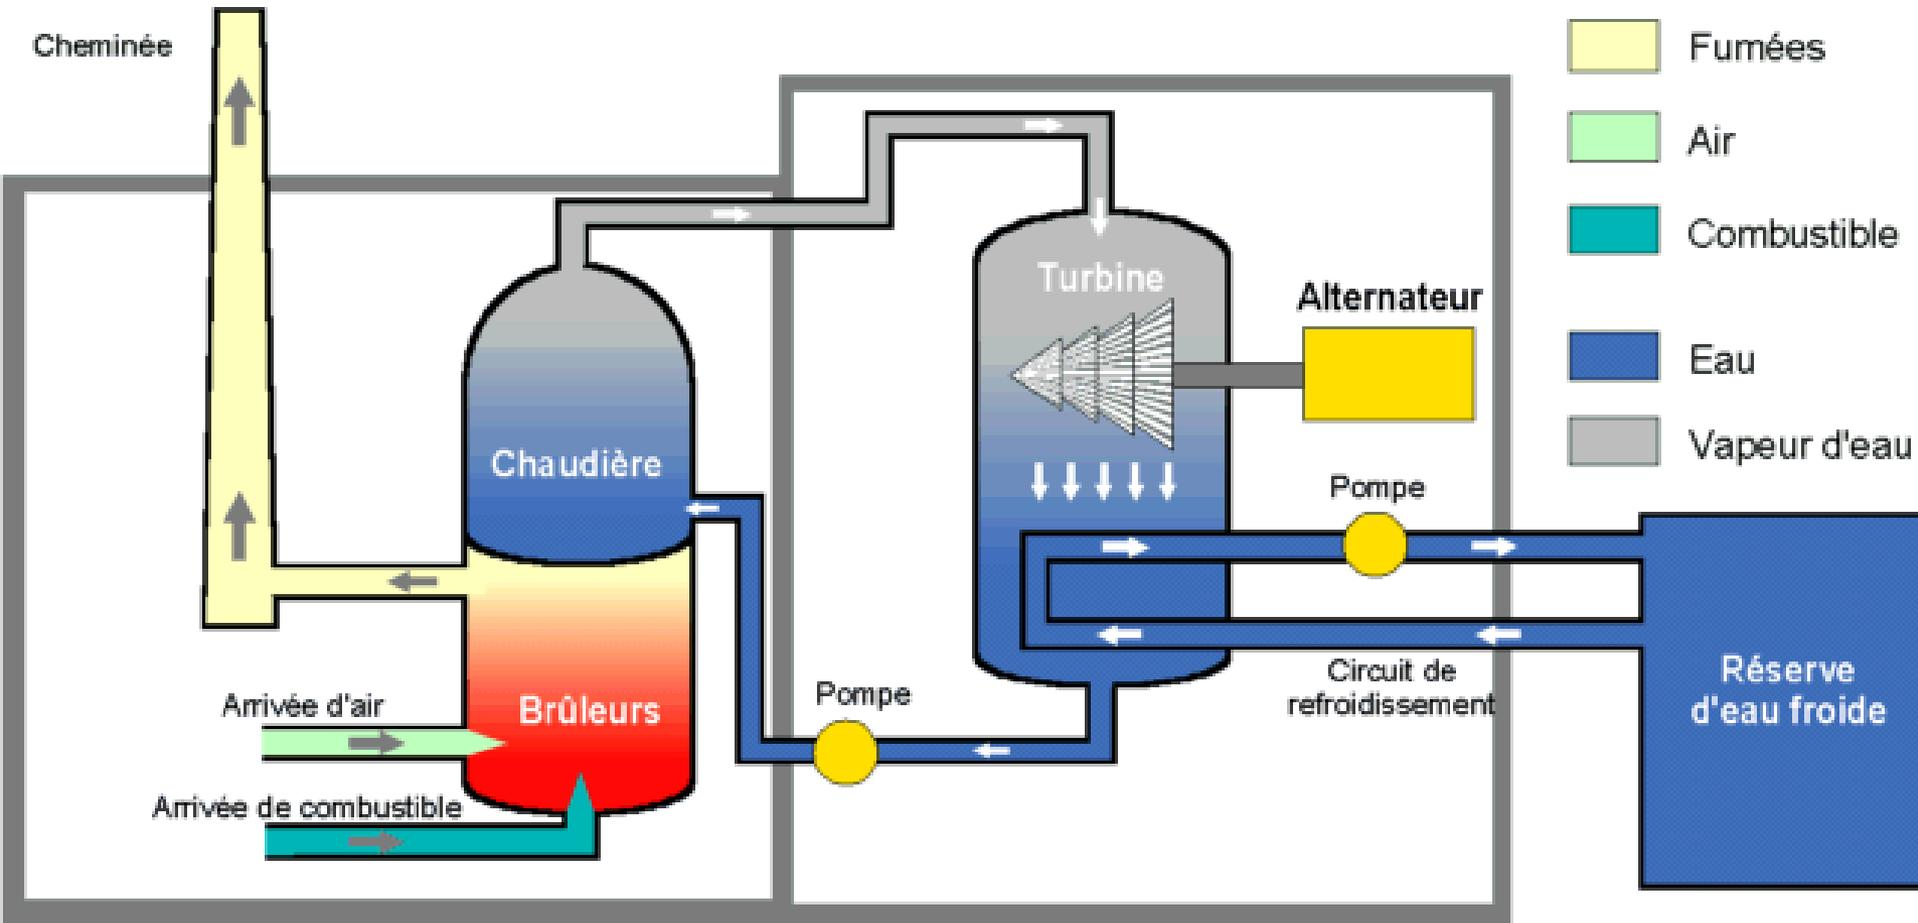 Cheminée
Fumées
Air
Combustible
Eau
Vapeur d'eau
Turbine
Alternateur
Chaudière
Pompe
Réserve
d'eau froide
Circuit de
refroidissement
Pompe
Brûleurs
Arrivée d'air
Arrivée de combustible